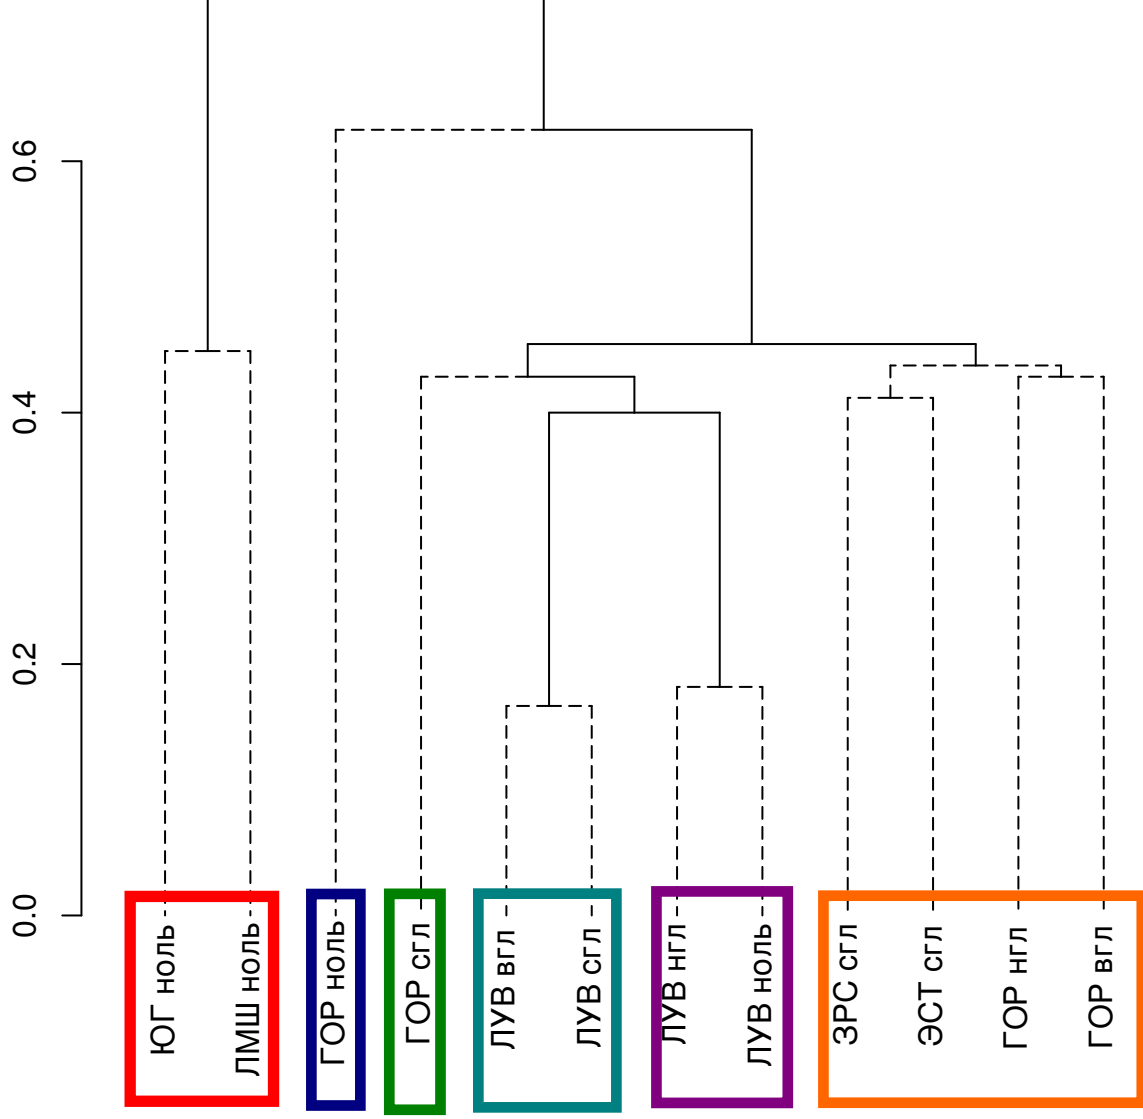 0.6
0.4
0.2
0.0
ЮГ ноль
ЛМШ ноль
ГОР ноль
ГОР сгл
ЛУВ вгл
ЛУВ сгл
ЛУВ нгл
ЛУВ ноль
ЗРС сгл
ЭСТ сгл
ГОР нгл
ГОР вгл